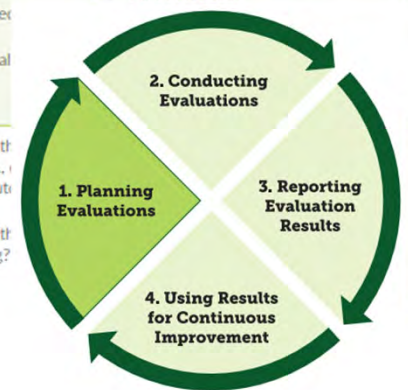 2. Conducting
Evaluations
1. Planning
Evaluations
3. Reporting
Evaluation
Results
4. Using Results
for Continuous
Improvement